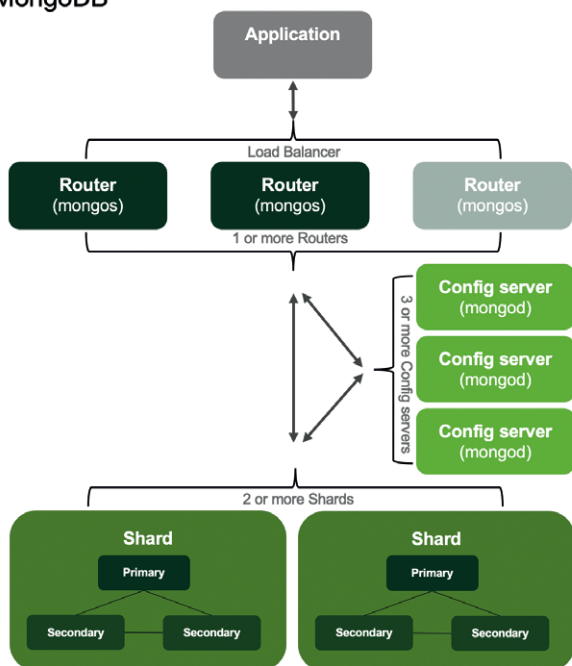 MongoDB
Application
Load Balancer
Router
(mongos)
Router
(mongos)
Router
(mongos)
1 or more Routers
3 or more Config servers
Config server
(mongod)
Config server
(mongod)
Config server
(mongod)
2 or more Shards
Shard
Primary
Secondary
Secondary
Shard
Primary
Secondary
Secondary